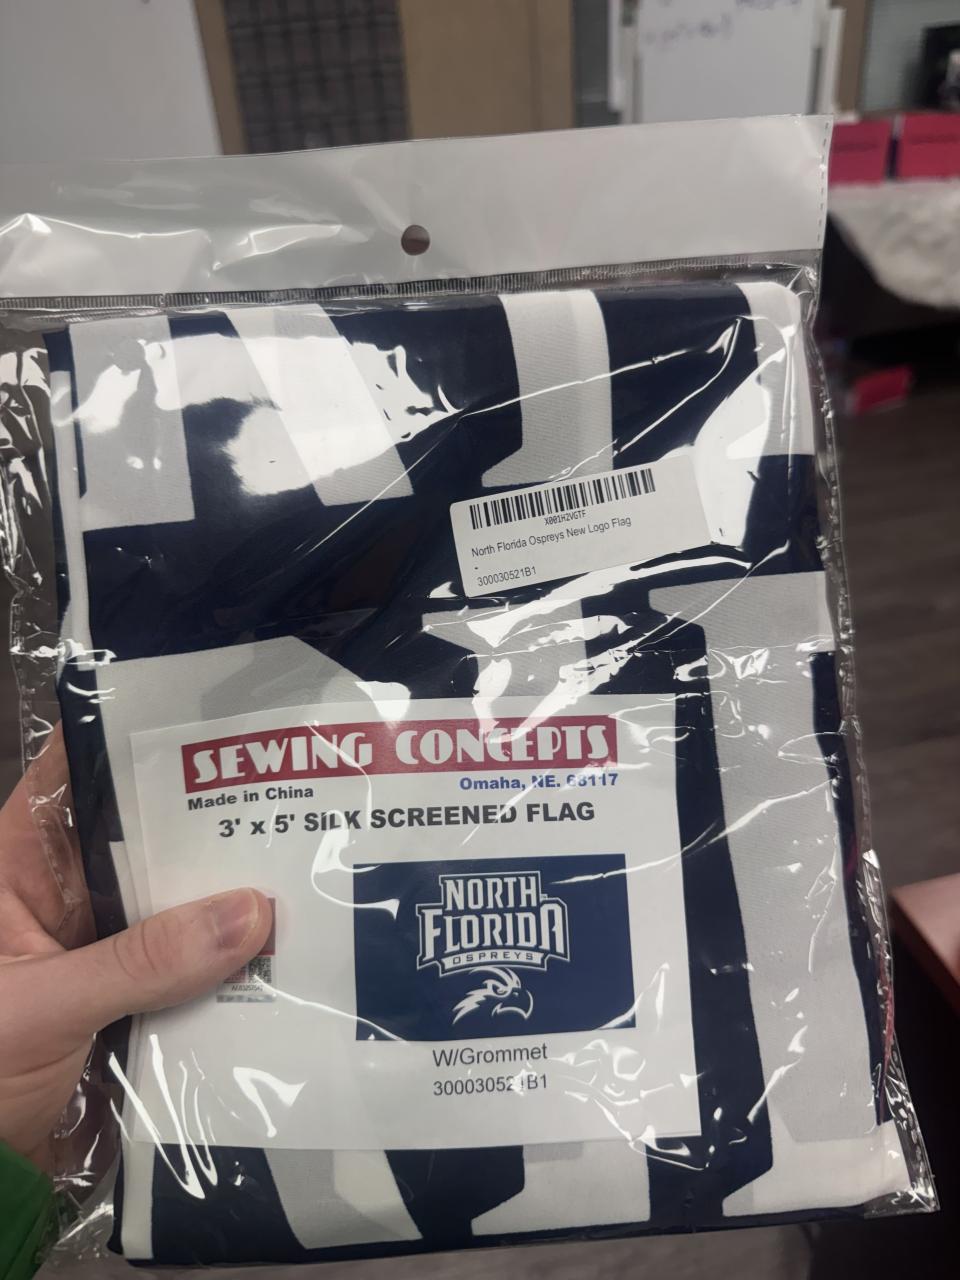 X001H2VGTF
North Florida Ospreys New Logo Flag
-
300030521B1
SEWING CONCEPTS
Omaha, NE. 68117
Made in China
3' x 5' SILK SCREENED FLAG
NORTH
FLORIDA
OSPREYS
W/Grommet
300030521B1